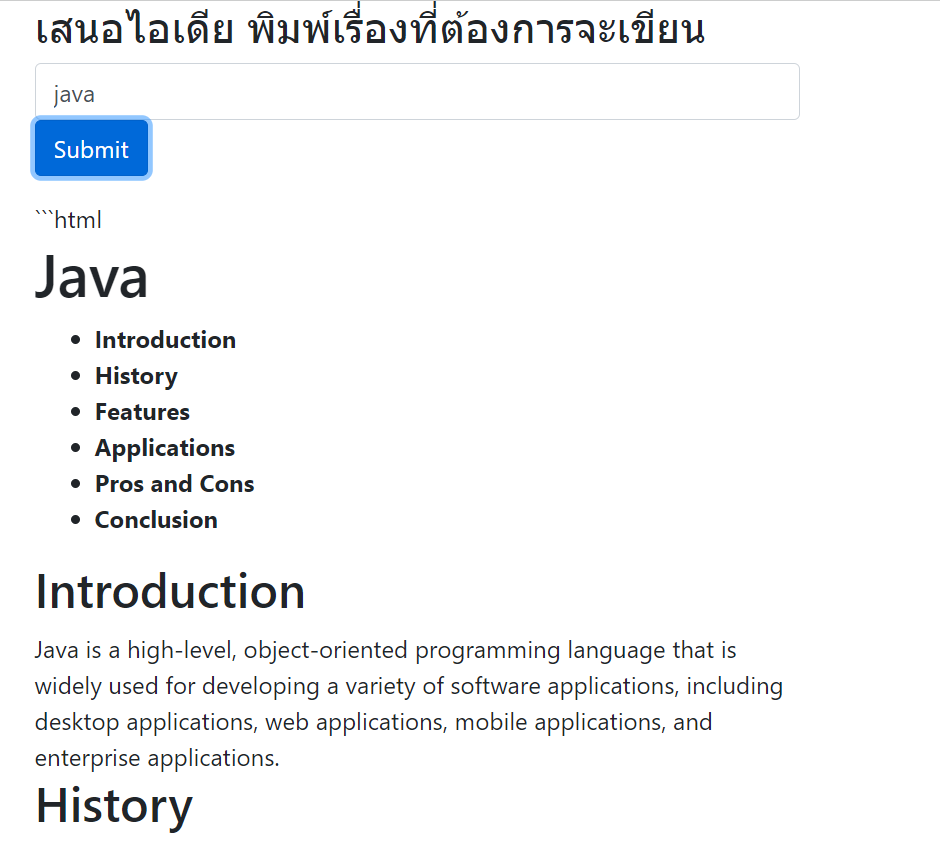 เสนอไอเดีย พิมพ์เรื่องที่ต้องการจะเขียน
java
Submit
```html
Java
• Introduction
• History
• Features
• Applications
• Pros and Cons
• Conclusion
Introduction
Java is a high-level, object-oriented programming language that is
widely used for developing a variety of software applications, including
desktop applications, web applications, mobile applications, and
enterprise applications.
History